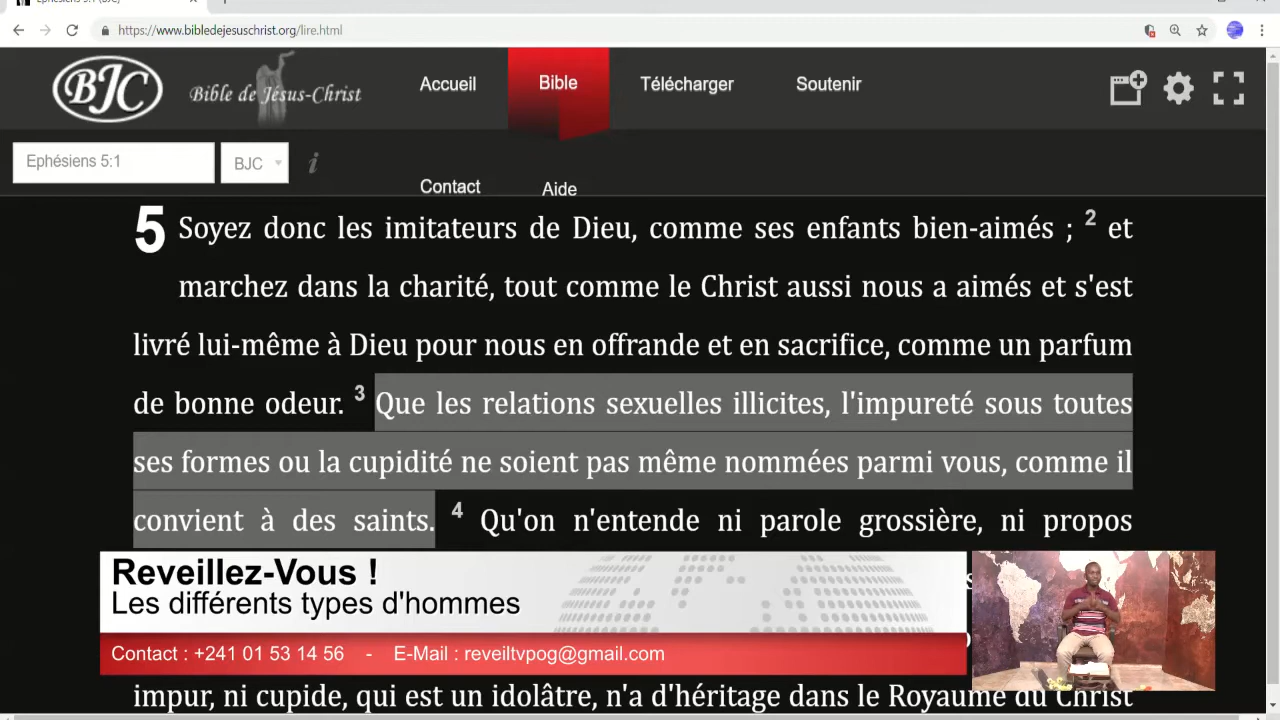 Ephésiens 5:1 (BJC)
https://www.bibledejesuschrist.org/lire.html
BJC
Bible de Jésus-Christ
Accueil
Bible
Télécharger
Soutenir
Ephésiens 5:1
BJC
i
Contact
Aide
5 Soyez donc les imitateurs de Dieu, comme ses enfants bien-aimés ; 2 et
marchez dans la charité, tout comme le Christ aussi nous a aimés et s'est
livré lui-même à Dieu pour nous en offrande et en sacrifice, comme un parfum
de bonne odeur. 3 Que les relations sexuelles illicites, l'impureté sous toutes
ses formes ou la cupidité ne soient pas même nommées parmi vous, comme il
convient à des saints. 4 Qu'on n'entende ni parole grossière, ni propos
Reveillez-Vous !
Les différents types d'hommes
Contact : +241 01 53 14 56 - E-Mail : reveiltvpog@gmail.com
impur, ni cupide, qui est un idolâtre, n'a d'héritage dans le Royaume du Christ